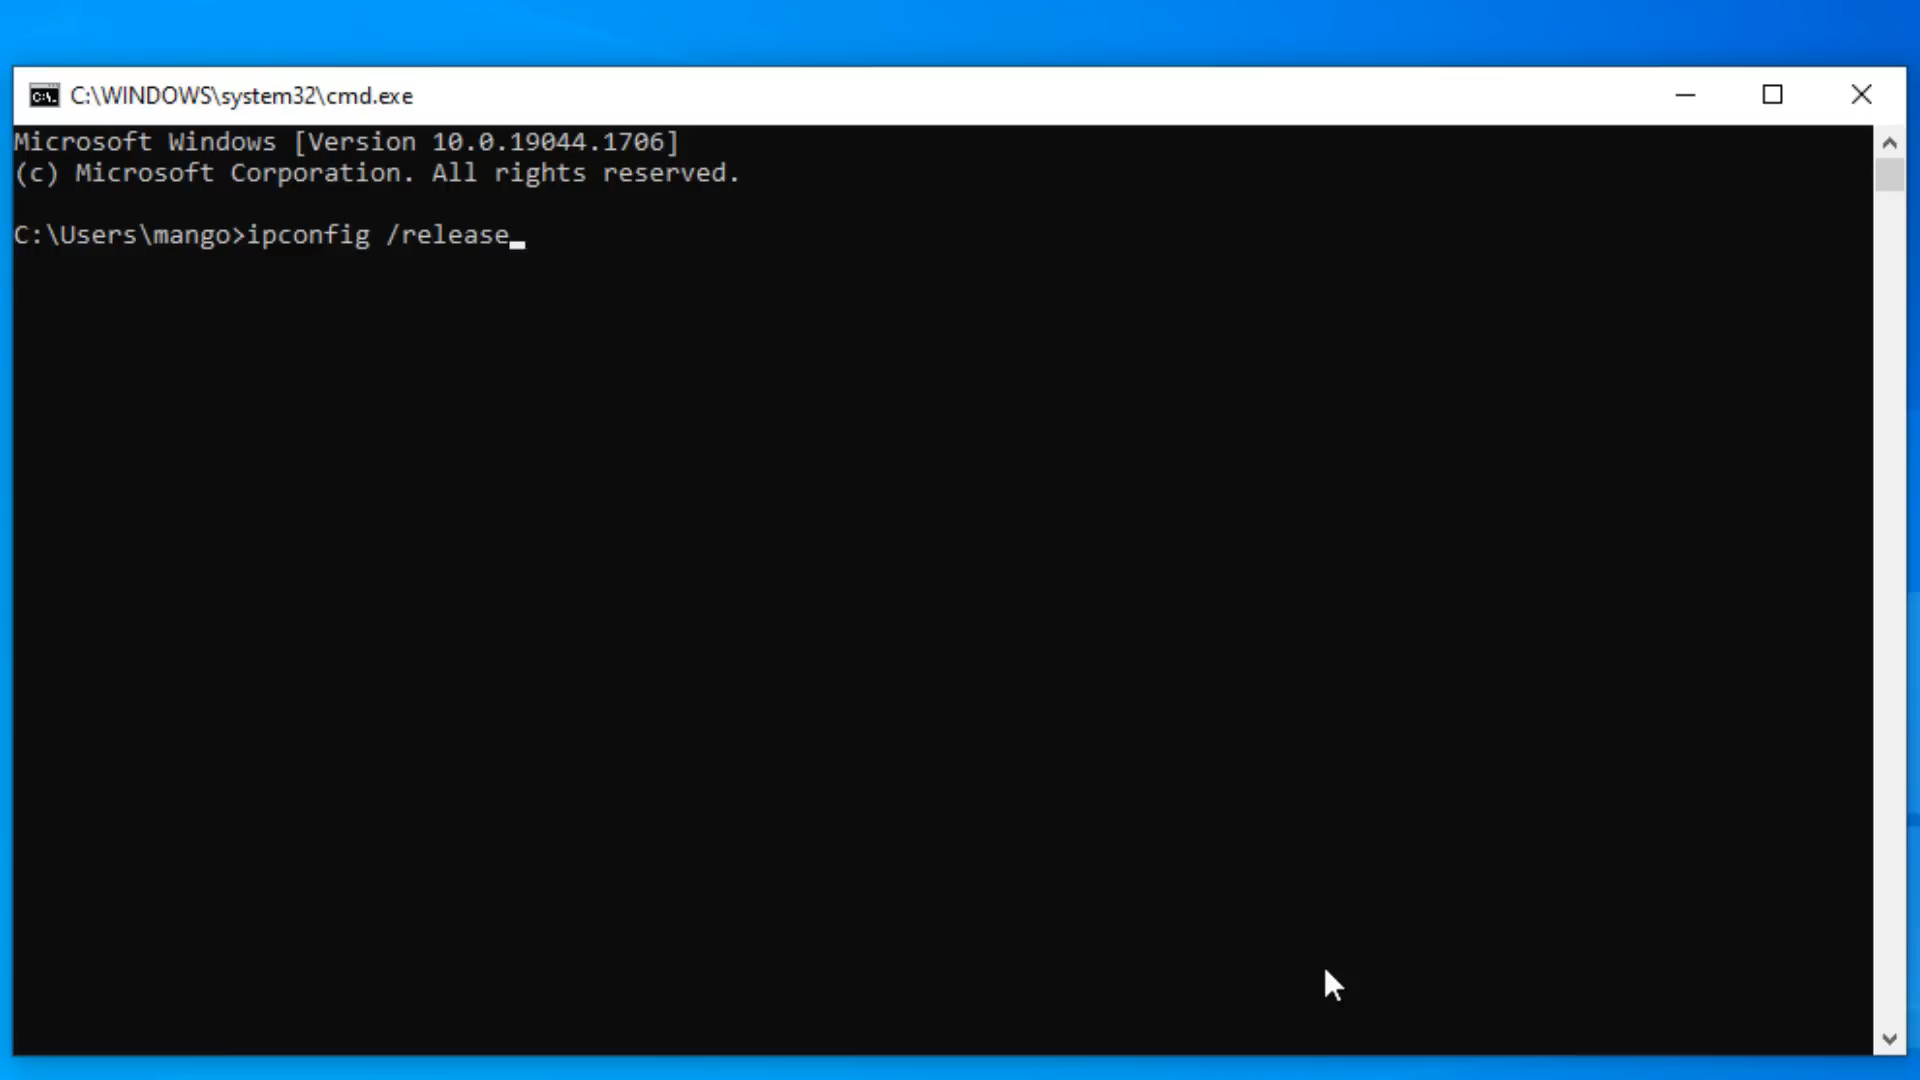 C:\WINDOWS\system32\cmd.exe
Microsoft Windows [Version 10.0.19044.1706]
(c) Microsoft Corporation. All rights reserved.
C:\Users\mango>ipconfig /release